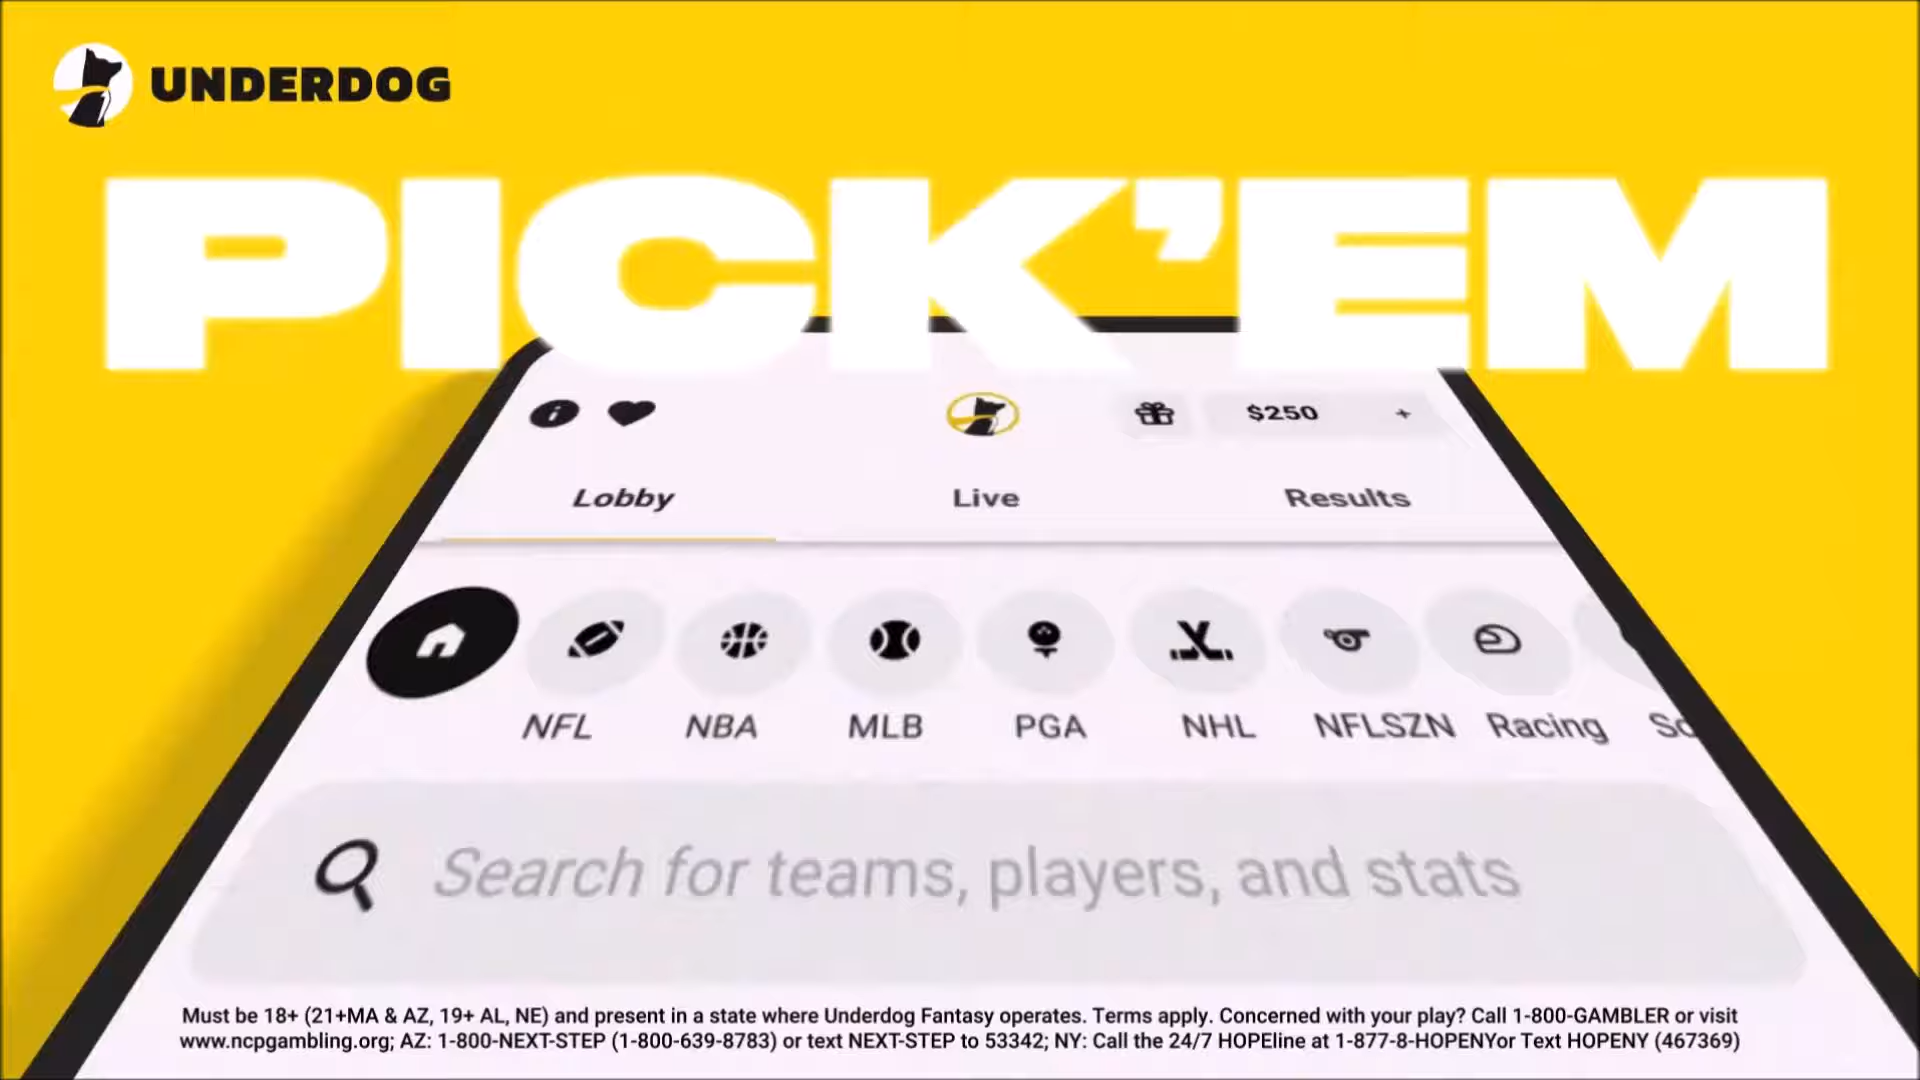 UNDERDOG
PICK'EM
$250 +
Lobby Live Results
NFL NBA MLB PGA NHL NFLSZN Racing
Search for teams, players, and stats
Must be 18+ (21+MA & AZ, 19+ AL, NE) and present in a state where Underdog Fantasy operates. Terms apply. Concerned with your play? Call 1-800-GAMBLER or visit
www.ncpgambling.org; AZ: 1-800-NEXT-STEP (1-800-639-8783) or text NEXT-STEP to 53342; NY: Call the 24/7 HOPEline at 1-877-8-HOPENYor Text HOPENY (467369)